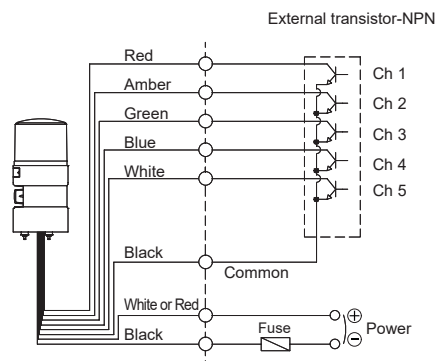 External transistor-NPN
Red
Ch 1
Amber
Ch 2
Green
Ch 3
Blue
Ch 4
White
Ch 5
Black
Common
White or Red
Fuse
⊕
Power
Black
⊖